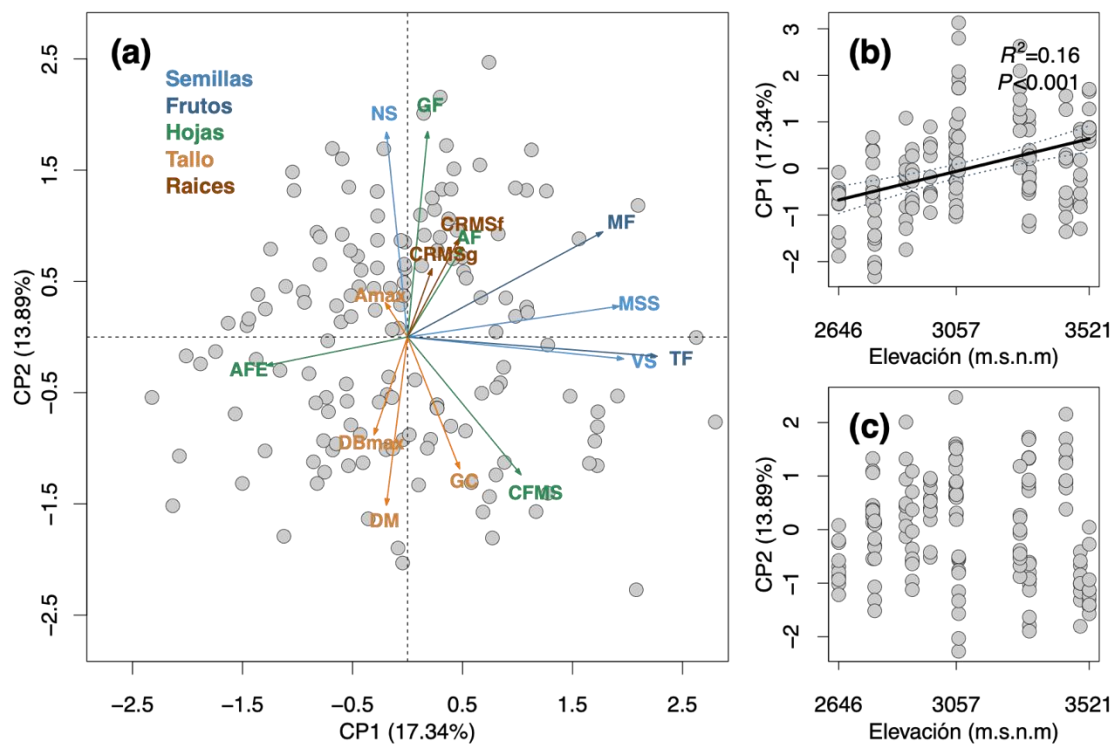 (a)
Semillas
Frutos
Hojas
Tallo
Raices
NS
GF
CRMSf
AF
CRMSg
MF
Amax
MSS
AFE
VS
TF
DBmax
GC
CFMS
DM
CP2 (13.89%)
2.5
1.5
0.5
−0.5
−1.5
−2.5
−2.5
−1.5
−0.5
0.5
1.5
2.5
CP1 (17.34%)
(b)
R²=0.16
P<0.001
CP1 (17.34%)
3
2
1
0
−1
−2
2646
3057
3521
Elevación (m.s.n.m)
(c)
CP2 (13.89%)
2
1
0
−1
−2
2646
3057
3521
Elevación (m.s.n.m)